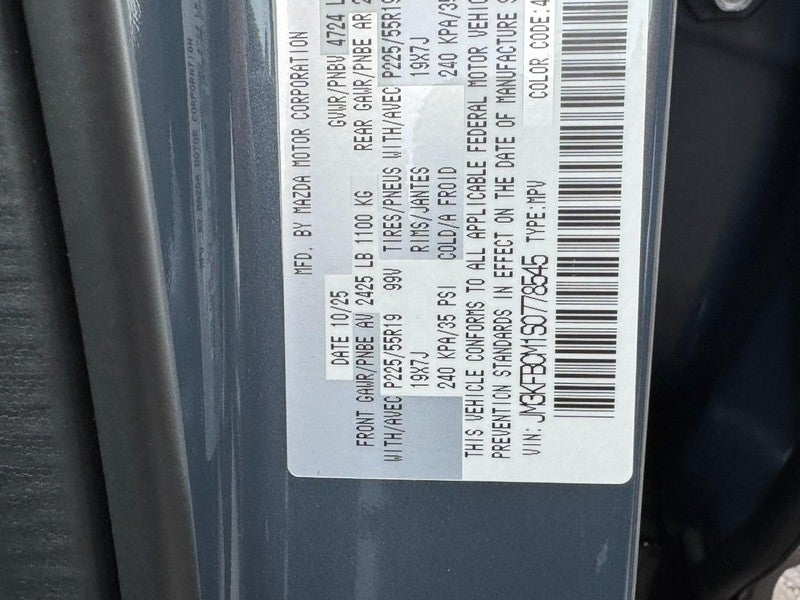 MFD. BY MAZDA MOTOR CORPORATION
DATE 10/25 GVWR/PNBV 4724 L
FRONT GAWR/PNBE AV 2425 LB 1100 KG REAR GAWR/PNBE AR 2
WITH/AVEC P225/55R19 99V TIRES/PNEUS WITH/AVEC P225/55R19
19X7J RIMS/JANTES 19X7J
240 KPA/35 PSI COLD/A FROID 240 KPA/35
THIS VEHICLE CONFORMS TO ALL APPLICABLE FEDERAL MOTOR VEHIC
PREVENTION STANDARDS IN EFFECT ON THE DATE OF MANUFACTURE S
VIN: JM3KFBCM1S0778545 TYPE:MPV COLOR CODE:4